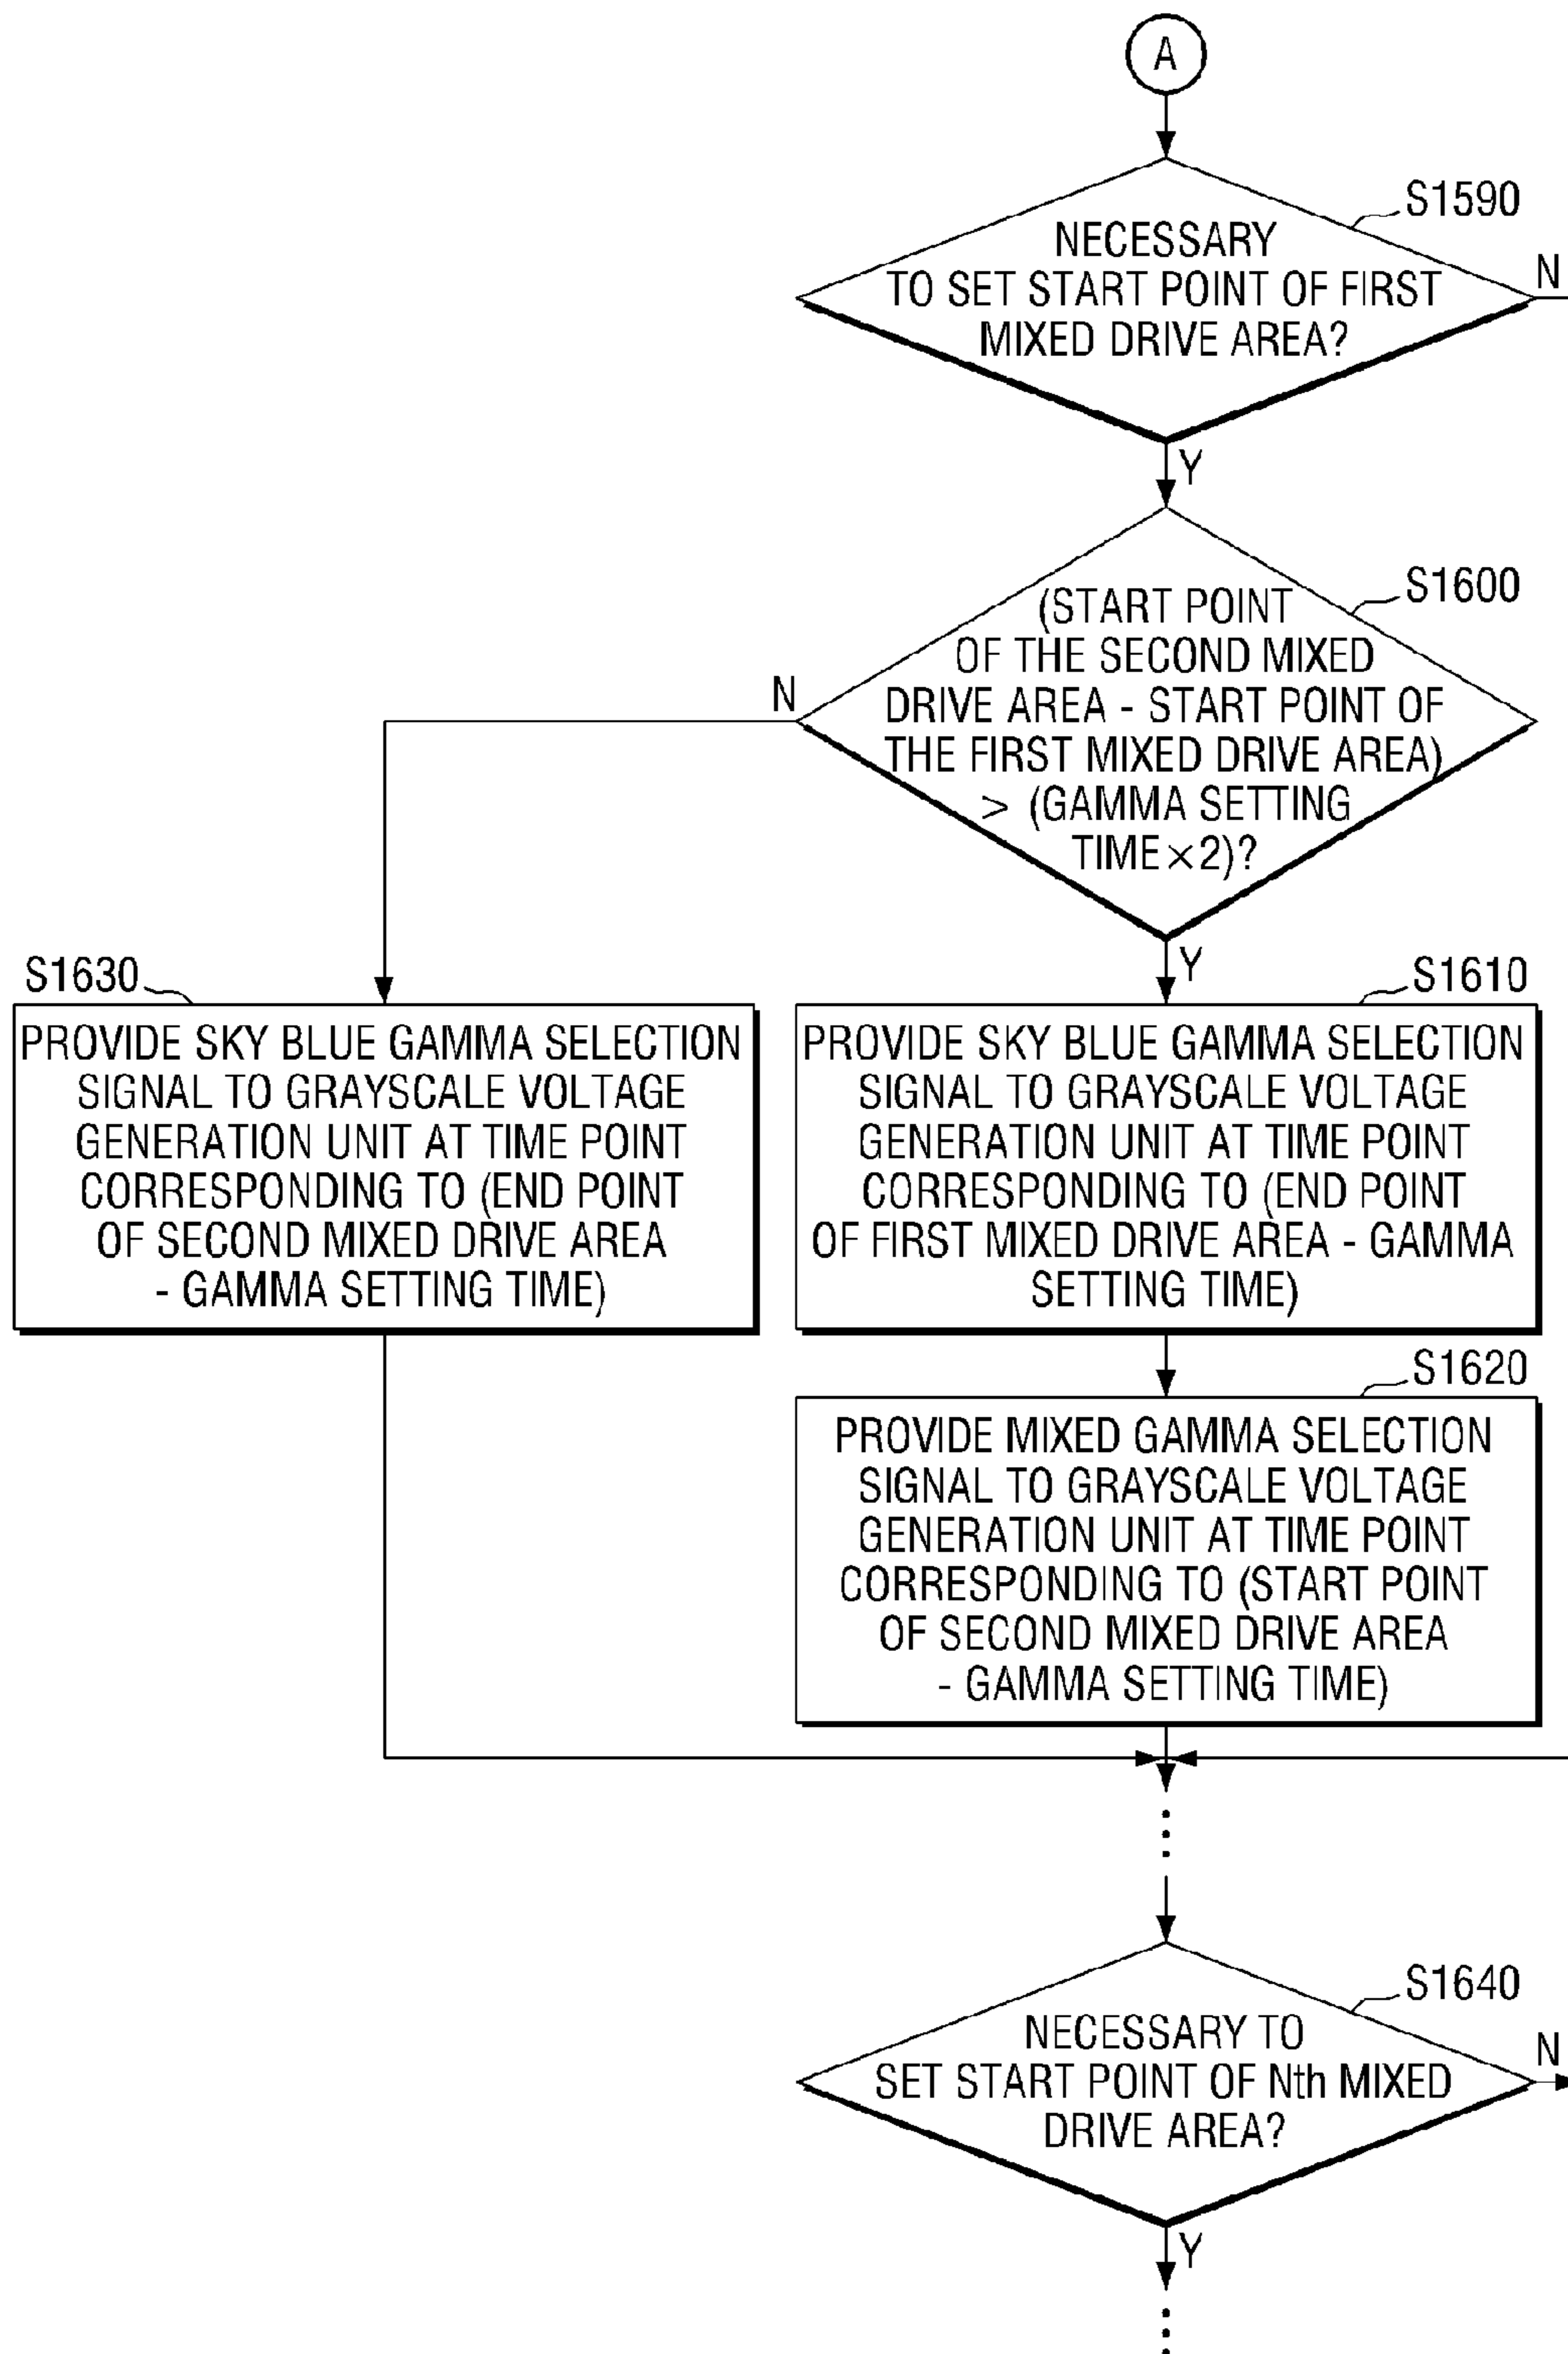 A
S1590
NECESSARY
TO SET START POINT OF FIRST
MIXED DRIVE AREA?
N
Y
S1600
(START POINT
OF THE SECOND MIXED
DRIVE AREA - START POINT OF
THE FIRST MIXED DRIVE AREA)
> (GAMMA SETTING
TIME×2)?
N
Y
S1630
PROVIDE SKY BLUE GAMMA SELECTION
SIGNAL TO GRAYSCALE VOLTAGE
GENERATION UNIT AT TIME POINT
CORRESPONDING TO (END POINT
OF SECOND MIXED DRIVE AREA
- GAMMA SETTING TIME)
S1610
PROVIDE SKY BLUE GAMMA SELECTION
SIGNAL TO GRAYSCALE VOLTAGE
GENERATION UNIT AT TIME POINT
CORRESPONDING TO (END POINT
OF FIRST MIXED DRIVE AREA - GAMMA
SETTING TIME)
S1620
PROVIDE MIXED GAMMA SELECTION
SIGNAL TO GRAYSCALE VOLTAGE
GENERATION UNIT AT TIME POINT
CORRESPONDING TO (START POINT
OF SECOND MIXED DRIVE AREA
- GAMMA SETTING TIME)
S1640
NECESSARY TO
SET START POINT OF Nth MIXED
DRIVE AREA?
N
Y